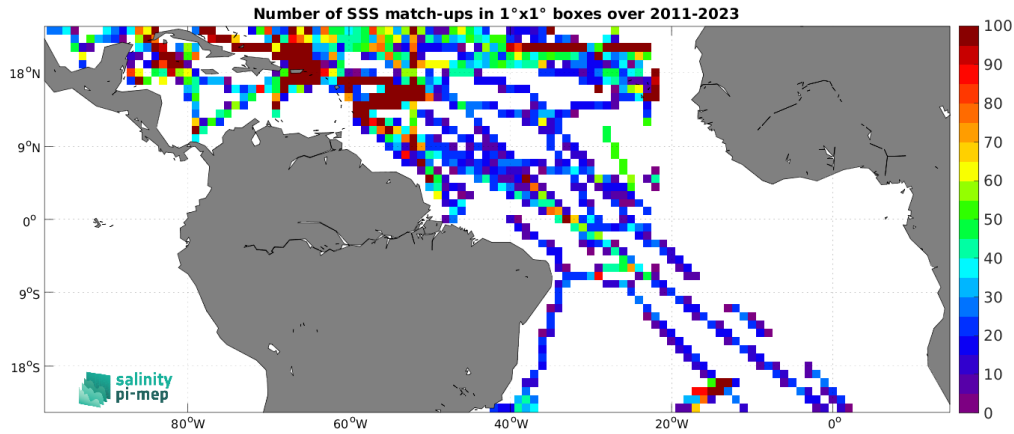 Number of SSS match-ups in 1°x1° boxes over 2011-2023
100
90
80
70
60
50
40
30
20
10
0
18°N
9°N
0°
9°S
18°S
80°W
60°W
40°W
20°W
0°
salinity
pi-mep